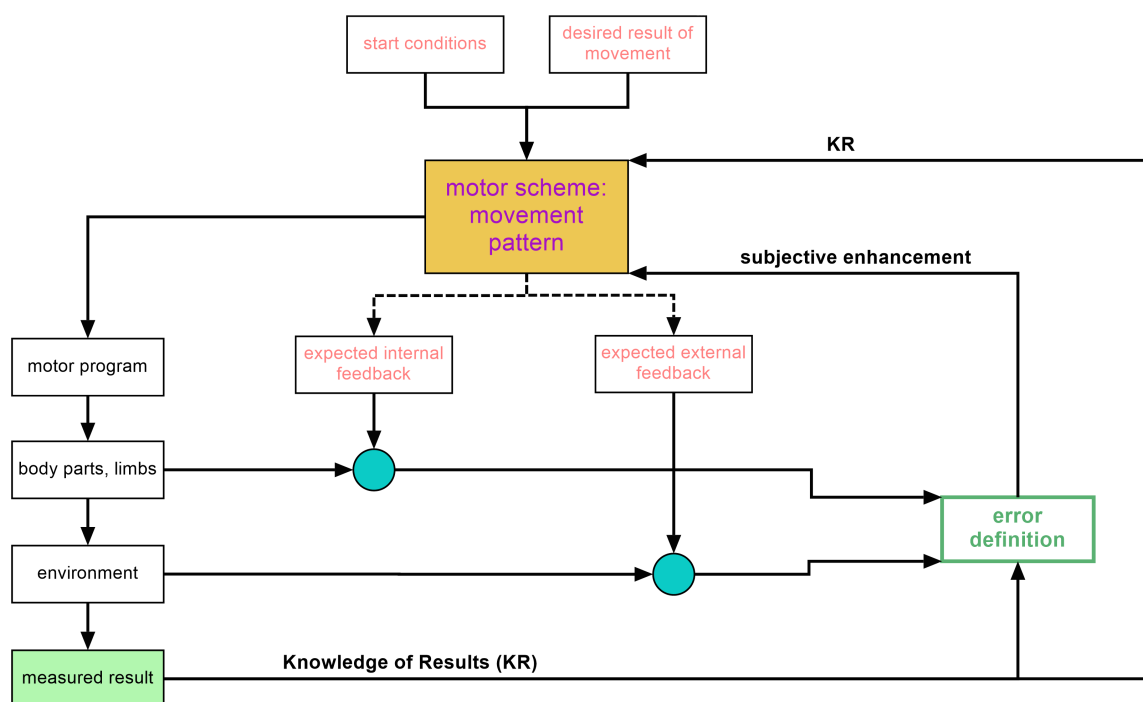 start conditions
desired result of
movement
KR
motor scheme:
movement
pattern
subjective enhancement
motor program
expected internal
feedback
expected external
feedback
body parts, limbs
error
definition
environment
Knowledge of Results (KR)
measured result